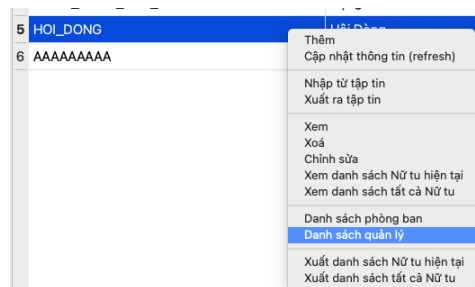 5 HOI_DONG Hội Dòng
6 AAAAAAAAA
Thêm
Cập nhật thông tin (refresh)
Nhập từ tập tin
Xuất ra tập tin
Xem
Xoá
Chỉnh sửa
Xem danh sách Nữ tu hiện tại
Xem danh sách tất cả Nữ tu
Danh sách phòng ban
Danh sách quản lý
Xuất danh sách Nữ tu hiện tại
Xuất danh sách tất cả Nữ tu